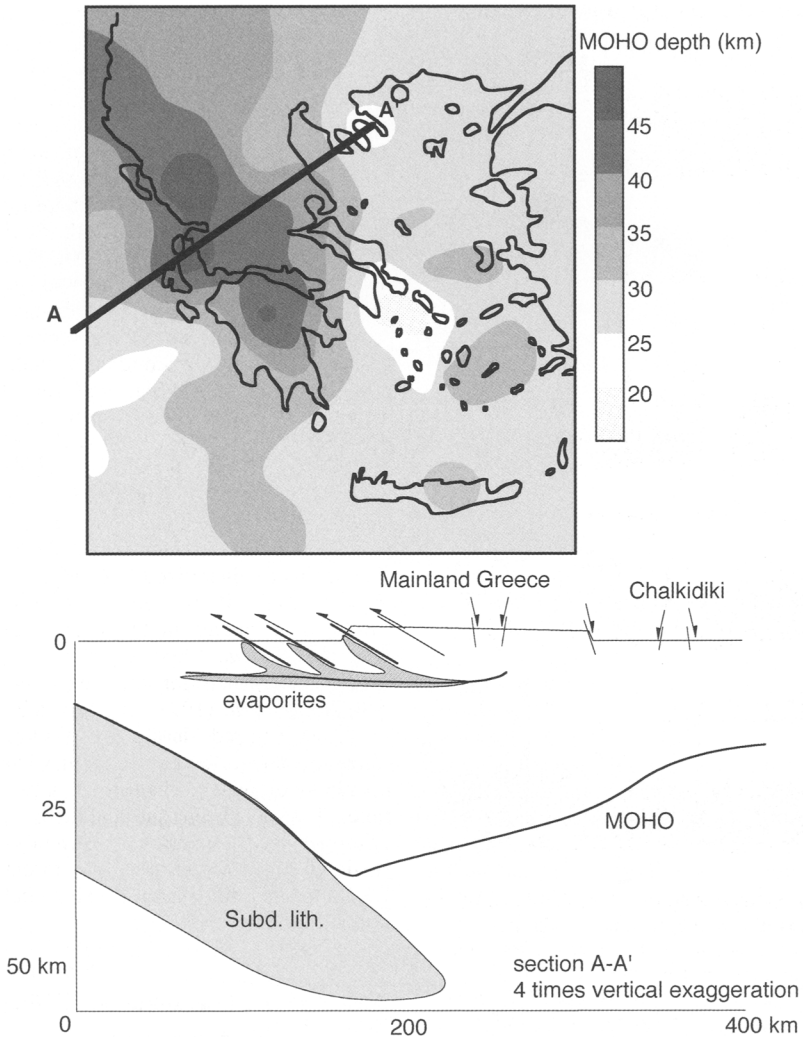 MOHO depth (km)
45
40
35
30
25
20
A'
A
Mainland Greece
Chalkidiki
0
evaporites
25
MOHO
Subd. lith.
50 km
section A-A'
4 times vertical exaggeration
0
200
400 km